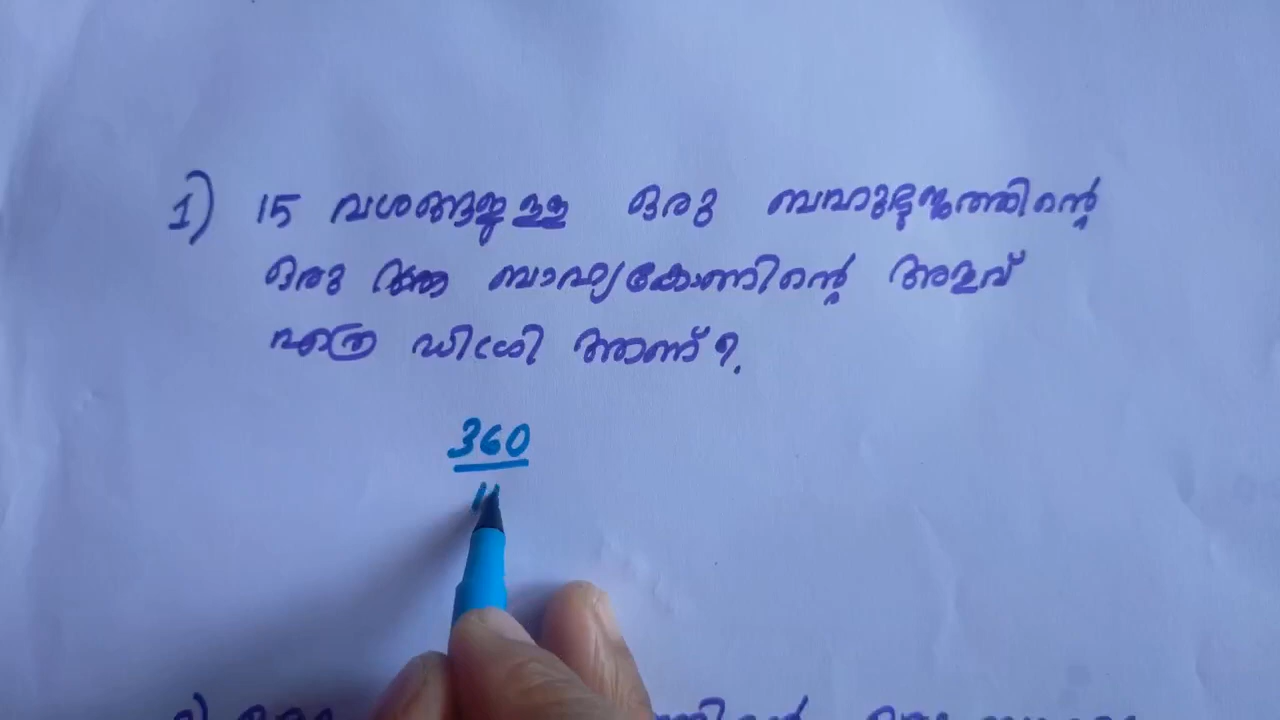 1) 15 വശങ്ങളുള്ള ഒരു ബഹുഭുജത്തിന്റെ
ഒരു ബാഹ്യകോണിന്റെ അളവ്
എത്ര ഡിഗ്രി ആണ് ?.
360